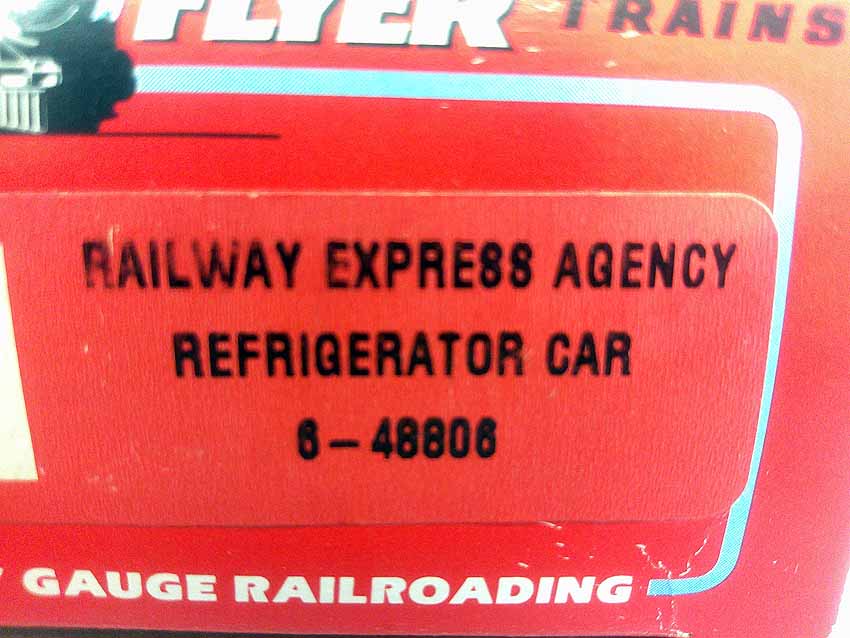 FLYER TRAINS
RAILWAY EXPRESS AGENCY
REFRIGERATOR CAR
6-48806
GAUGE RAILROADING